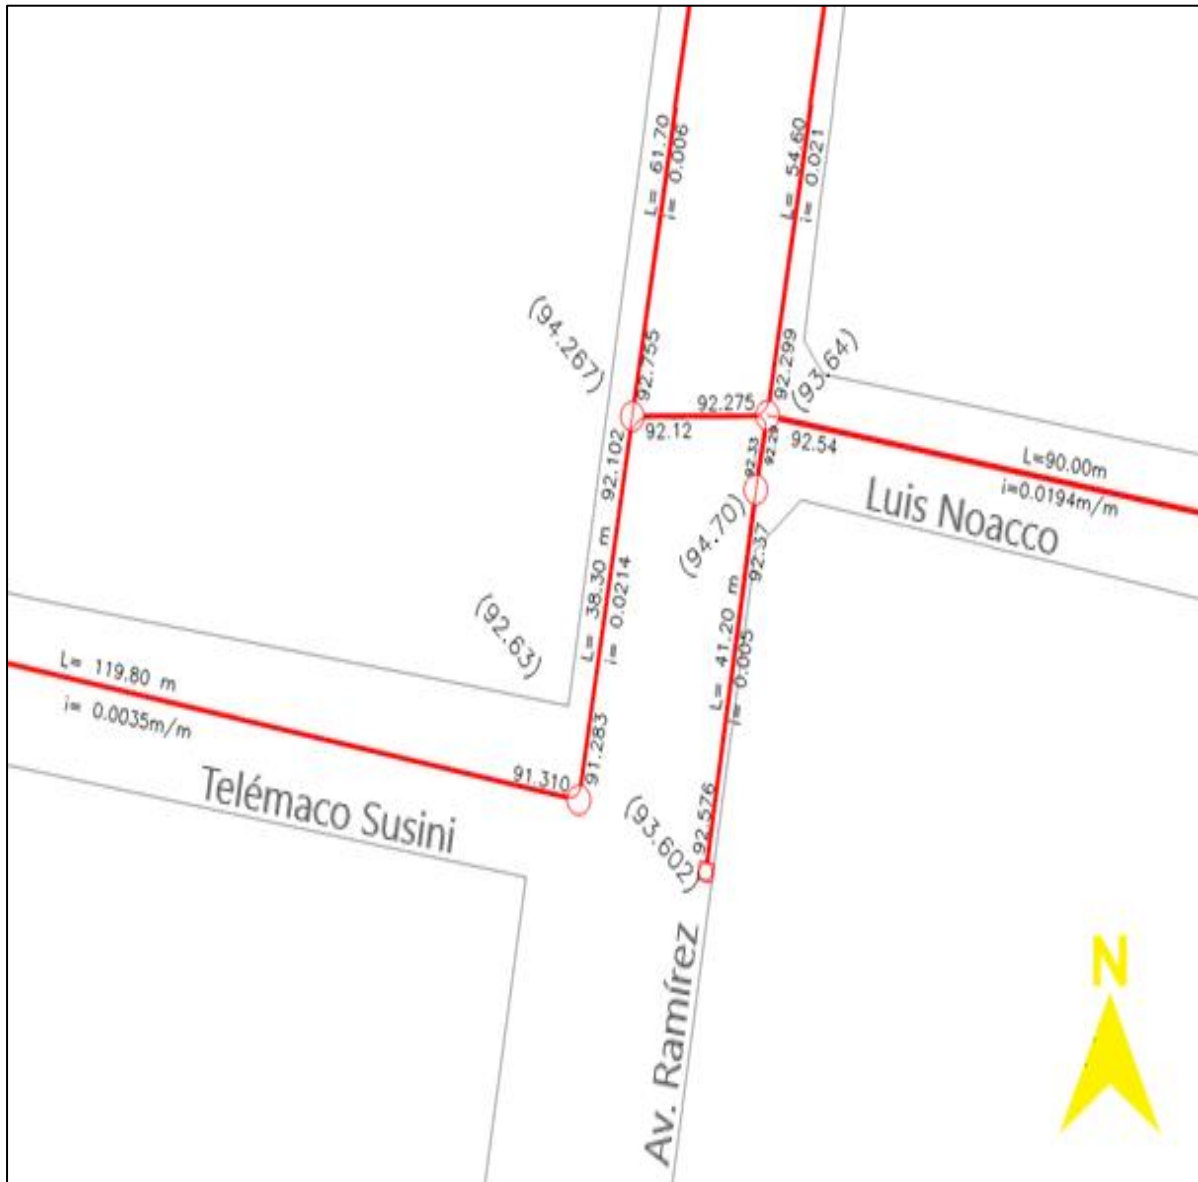 L= 61.70
i= 0.006
L= 54.60
i= 0.021
(94.267)
92.755
92.299
(93.64)
92.275
92.12
92.54
92.33
92.29
L=90.00m
i=0.0194m/m
Luis Noacco
92.102
L= 38.30 m
i= 0.0214
(94.70)
92.37
(92.63)
L= 41.20 m
i= 0.005
L= 119.80 m
i= 0.0035m/m
91.310
91.283
Telémaco Susini
92.576
(93.602)
Av. Ramírez
N